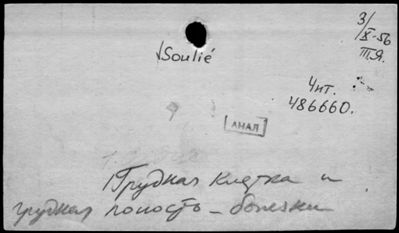 3/
X-56
Т.Я.
Soulié
Чит.
486660.
АНАЛ
Грудная клетка и
грудная полость - болезни